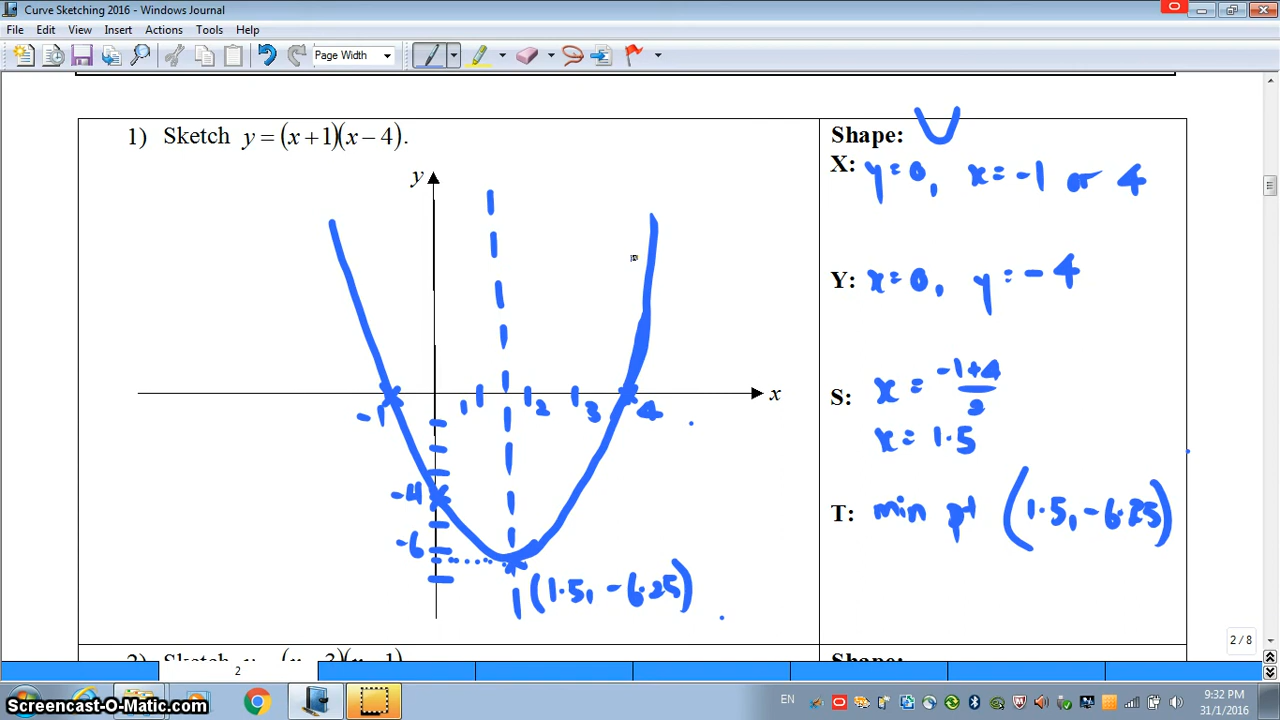 Curve Sketching 2016 - Windows Journal
File Edit View Insert Actions Tools Help
Page Width
1) Sketch y = (x+1)(x−4).
Shape:
X: y=0, x= -1 or 4
Y: x=0, y= -4
S: x = -1+4 / 2
x= 1.5
T: min pt (1.5, -6.25)
y
x
-1 1 2 3 4
-4
-6
(1.5, -6.25)
2 / 8
Shape:
2
EN
9:32 PM
31/1/2016
Screencast-O-Matic.com